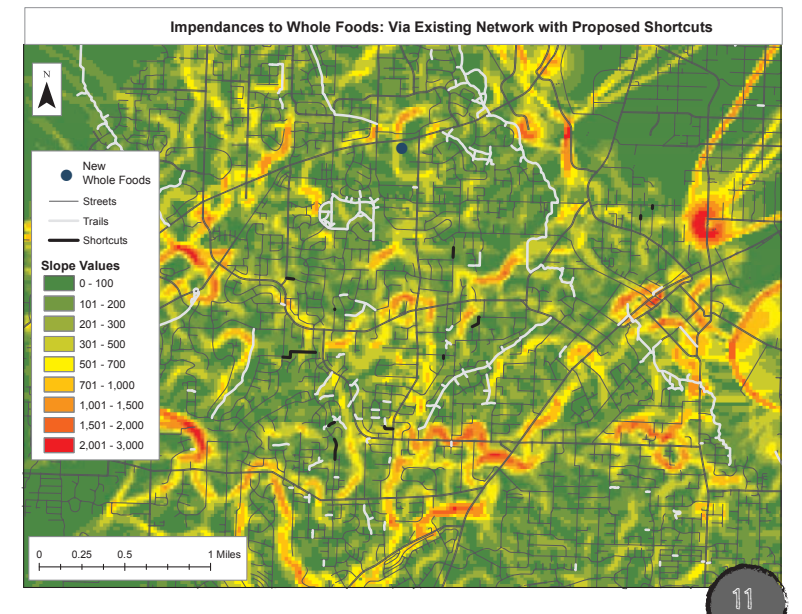 Impendances to Whole Foods: Via Existing Network with Proposed Shortcuts
N
New
Whole Foods
Streets
Trails
Shortcuts
Slope Values
0 - 100
101 - 200
201 - 300
301 - 500
501 - 700
701 - 1,000
1,001 - 1,500
1,501 - 2,000
2,001 - 3,000
0 0.25 0.5 1 Miles
11